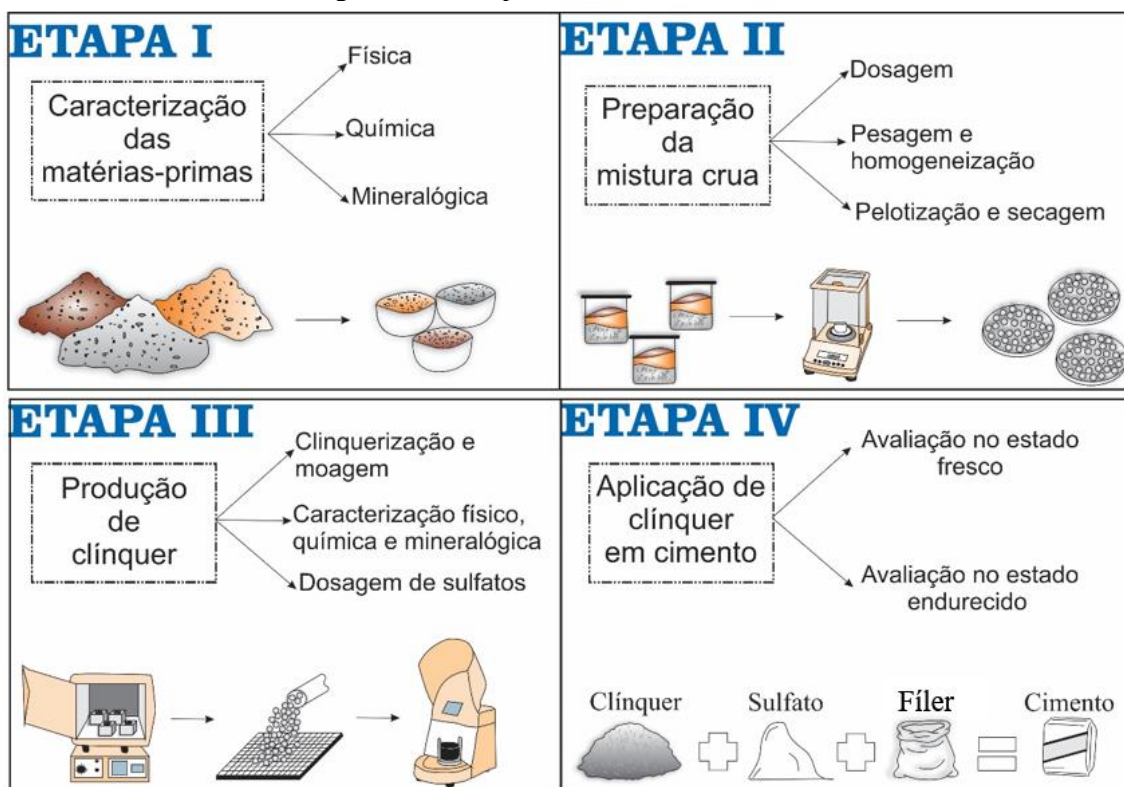 ETAPA I
Caracterização
das
matérias-primas
Física
Química
Mineralógica
ETAPA II
Preparação
da
mistura crua
Dosagem
Pesagem e
homogeneização
Pelotização e secagem
ETAPA III
Produção
de
clínquer
Clinquerização e
moagem
Caracterização físico,
química e mineralógica
Dosagem de sulfatos
ETAPA IV
Aplicação de
clínquer
em cimento
Avaliação no estado
fresco
Avaliação no estado
endurecido
Clínquer
Sulfato
Fíler
Cimento